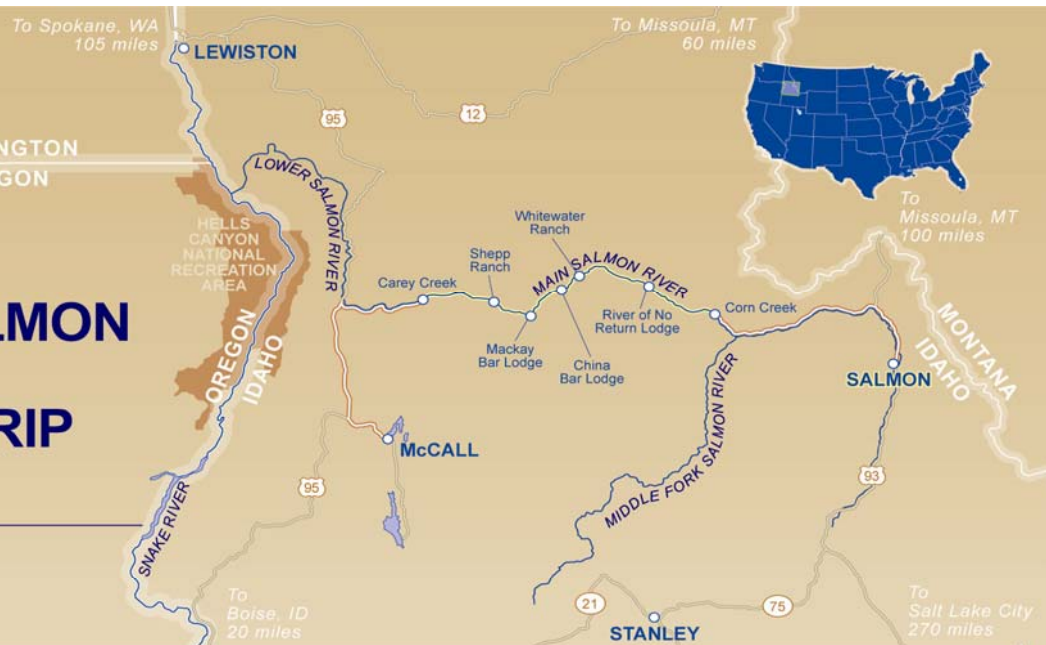 To Spokane, WA
105 miles
To Missoula, MT
60 miles
LEWISTON
95
12
NGTON
GON
LOWER SALMON RIVER
To
Missoula, MT
100 miles
HELLS
CANYON
NATIONAL
RECREATION
AREA
Whitewater
Ranch
Shepp
Ranch
MAIN SALMON RIVER
Carey Creek
Corn Creek
River of No
Return Lodge
LMON
Mackay
Bar Lodge
China
Bar Lodge
OREGON
IDAHO
MONTANA
IDAHO
SALMON
RIP
McCALL
MIDDLE FORK SALMON RIVER
95
93
SNAKE RIVER
To
Boise, ID
20 miles
21
75
STANLEY
To
Salt Lake City
270 miles